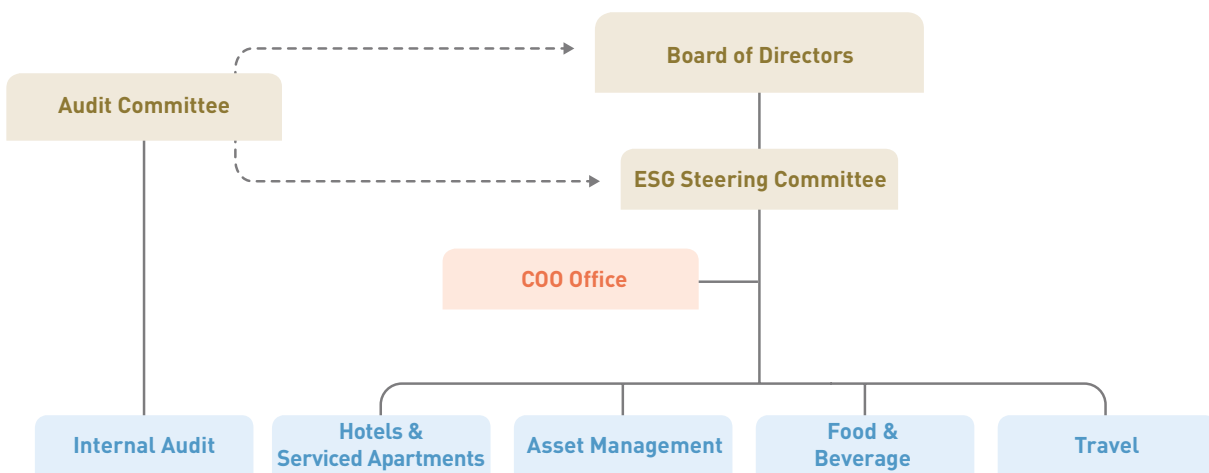 Board of Directors
Audit Committee
ESG Steering Committee
COO Office
Internal Audit
Hotels &
Serviced Apartments
Asset Management
Food &
Beverage
Travel